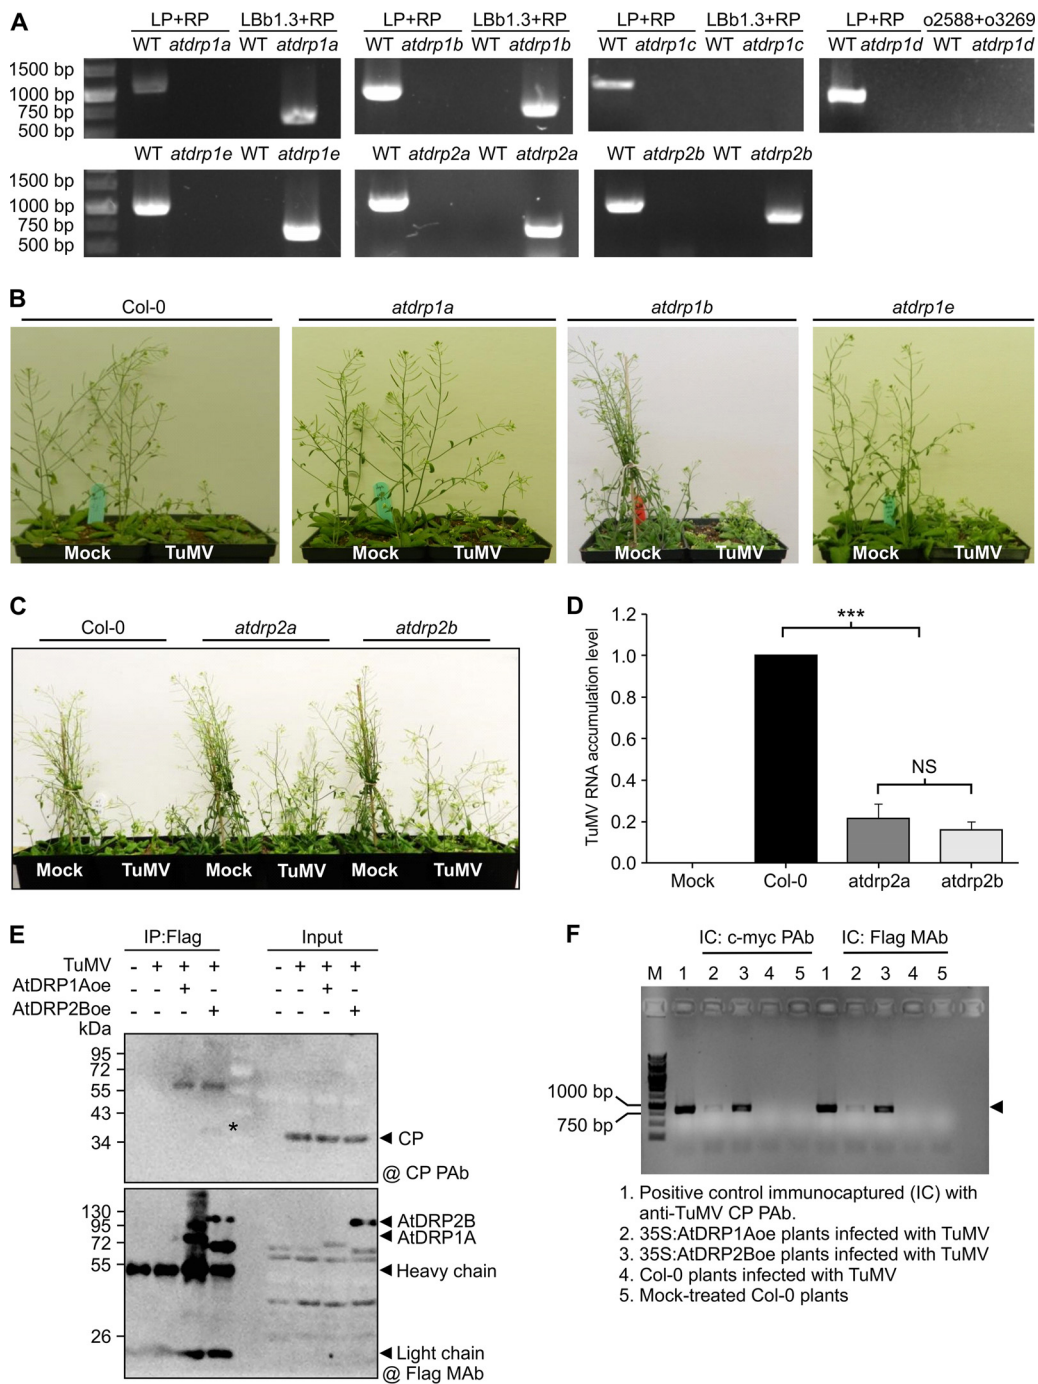 A
LP+RP LBb1.3+RP LP+RP LBb1.3+RP LP+RP LBb1.3+RP LP+RP o2588+o3269
WT atdrp1a WT atdrp1a WT atdrp1b WT atdrp1b WT atdrp1c WT atdrp1c WT atdrp1d WT atdrp1d
1500 bp
1000 bp
750 bp
500 bp
WT atdrp1e WT atdrp1e WT atdrp2a WT atdrp2a WT atdrp2b WT atdrp2b
1500 bp
1000 bp
750 bp
500 bp
B
Col-0 atdrp1a atdrp1b atdrp1e
Mock TuMV Mock TuMV Mock TuMV Mock TuMV
C
Col-0 atdrp2a atdrp2b
Mock TuMV Mock TuMV Mock TuMV
D
TuMV RNA accumulation level
1.2
1.0
0.8
0.6
0.4
0.2
0.0
***
NS
Mock Col-0 atdrp2a atdrp2b
E
IP:Flag Input
TuMV - + + + - + + +
AtDRP1Aoe - - + - - - + -
AtDRP2Boe - - - + - - - +
kDa
95
72
55
43
34
*
CP
@ CP PAb
130
95
72
55
26
AtDRP2B
AtDRP1A
Heavy chain
Light chain
@ Flag MAb
F
IC: c-myc PAb IC: Flag MAb
M 1 2 3 4 5 1 2 3 4 5
1000 bp
750 bp
1. Positive control immunocaptured (IC) with
anti-TuMV CP PAb.
2. 35S:AtDRP1Aoe plants infected with TuMV
3. 35S:AtDRP2Boe plants infected with TuMV
4. Col-0 plants infected with TuMV
5. Mock-treated Col-0 plants